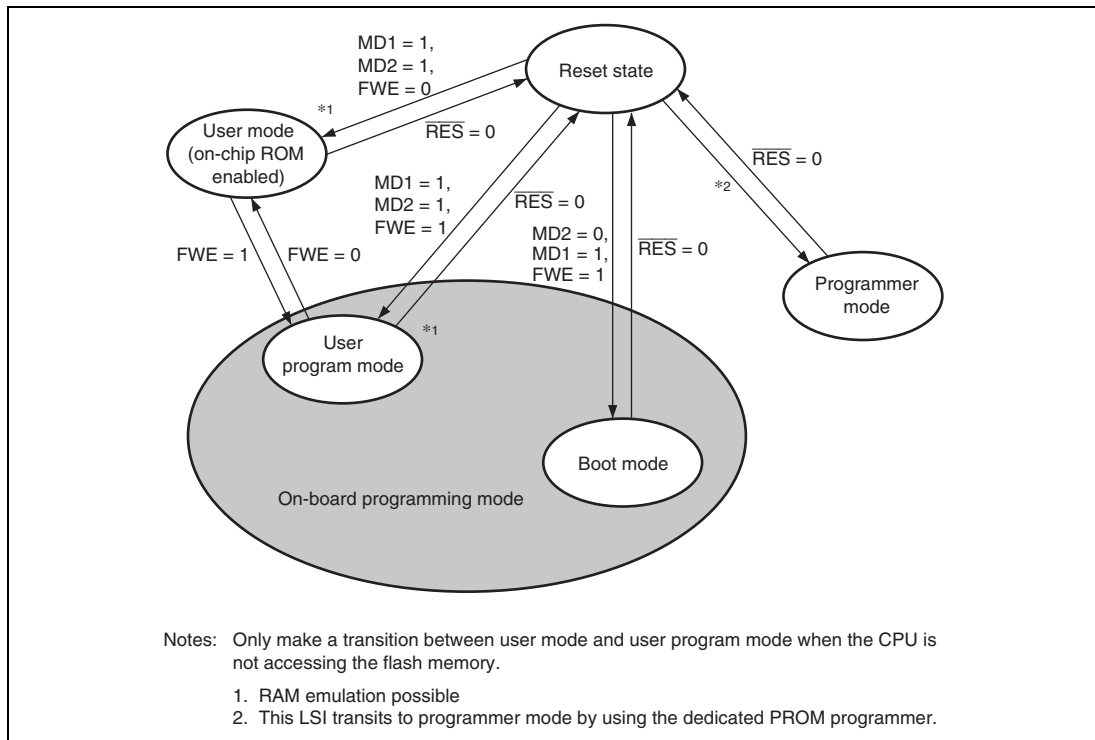 MD1 = 1,
MD2 = 1,
FWE = 0
Reset state
*1
R̅E̅S̅ = 0
User mode
(on-chip ROM
enabled)
R̅E̅S̅ = 0
*2
MD1 = 1,
MD2 = 1,
FWE = 1
R̅E̅S̅ = 0
MD2 = 0,
MD1 = 1,
FWE = 1
R̅E̅S̅ = 0
FWE = 1
FWE = 0
Programmer
mode
User
program mode
*1
Boot mode
On-board programming mode
Notes: Only make a transition between user mode and user program mode when the CPU is
not accessing the flash memory.
1. RAM emulation possible
2. This LSI transits to programmer mode by using the dedicated PROM programmer.